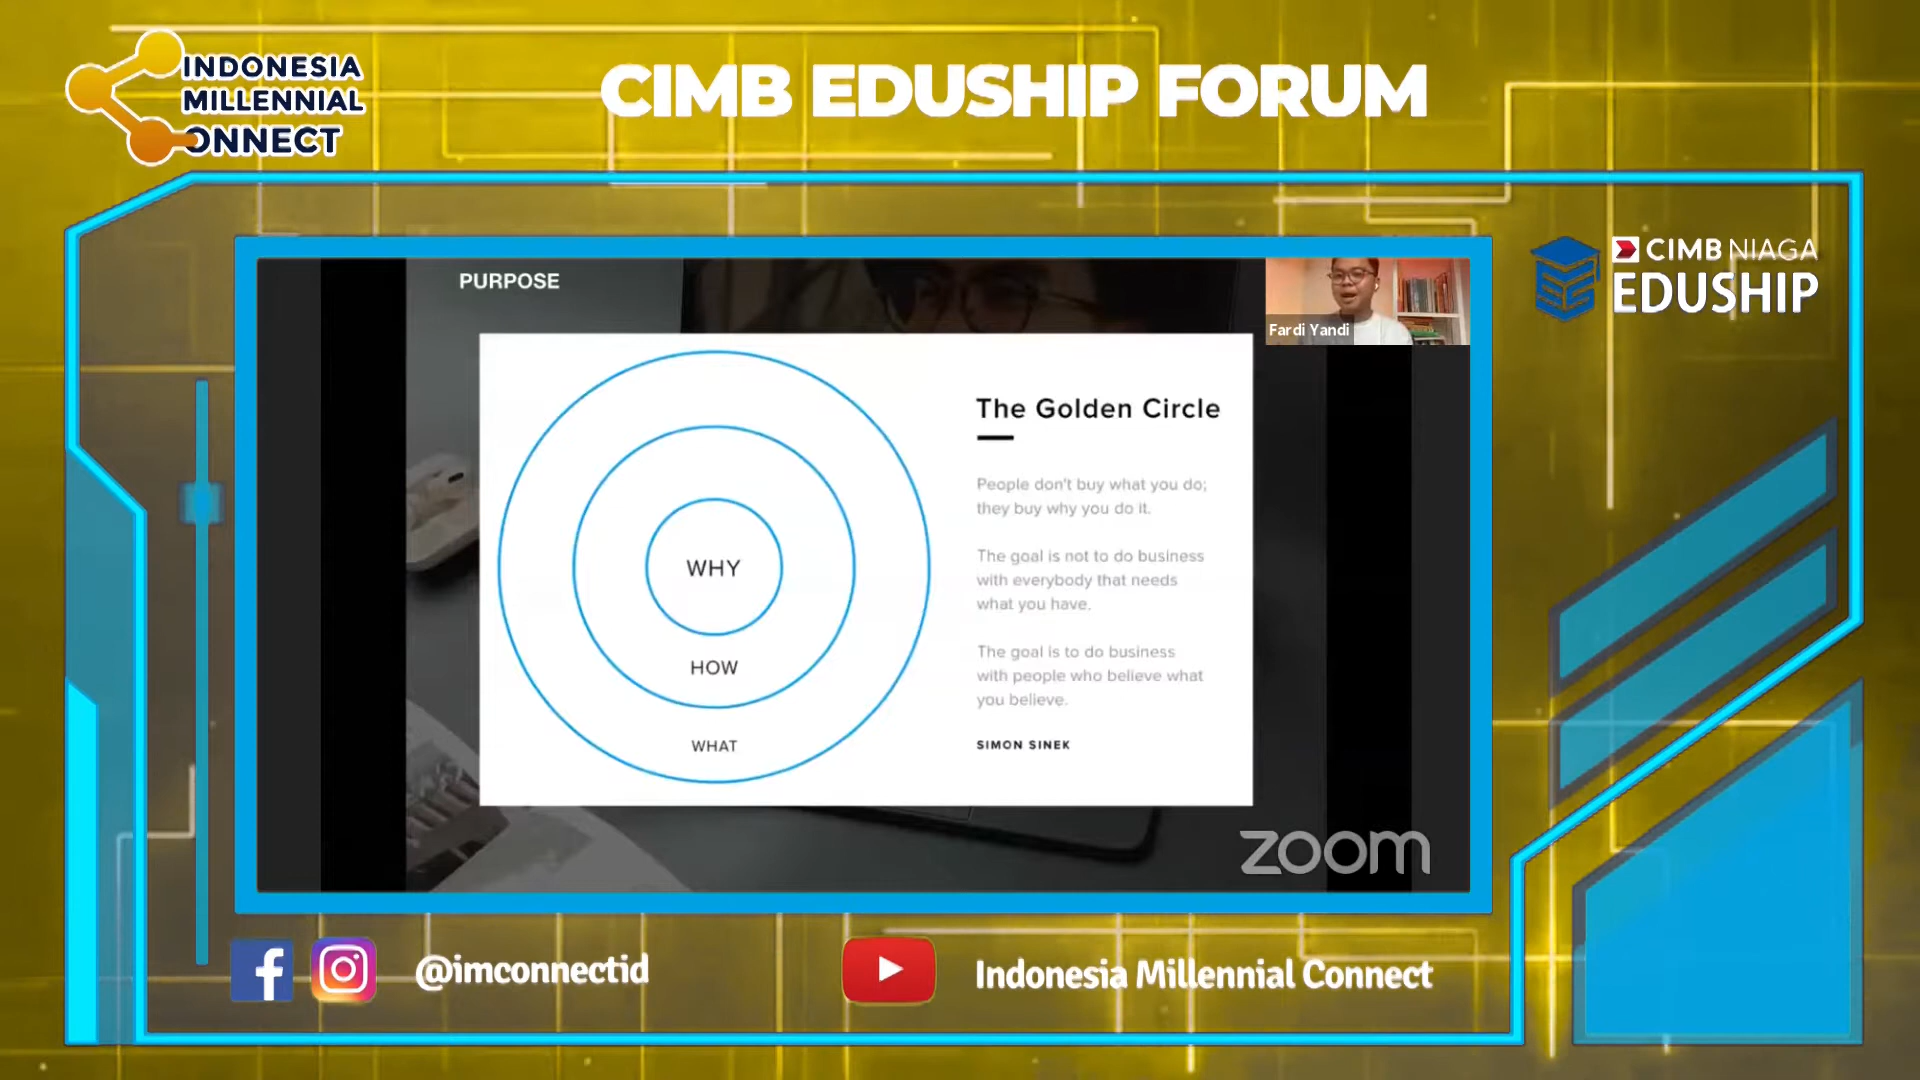 INDONESIA
MILLENNIAL
CONNECT
CIMB EDUSHIP FORUM
CIMB NIAGA
EDUSHIP
PURPOSE
Fardi Yandi
WHY
HOW
WHAT
The Golden Circle
People don't buy what you do;
they buy why you do it.
The goal is not to do business
with everybody that needs
what you have.
The goal is to do business
with people who believe what
you believe.
SIMON SINEK
zoom
@imconnectid
Indonesia Millennial Connect